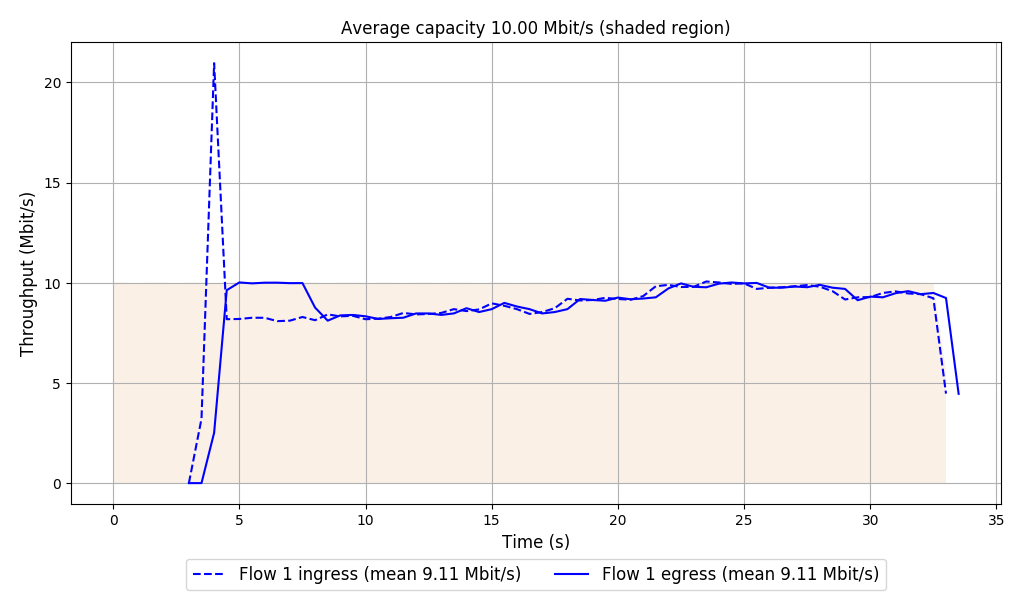 Average capacity 10.00 Mbit/s (shaded region)
Throughput (Mbit/s)
20
15
10
5
0
0 5 10 15 20 25 30 35
Time (s)
Flow 1 ingress (mean 9.11 Mbit/s) Flow 1 egress (mean 9.11 Mbit/s)